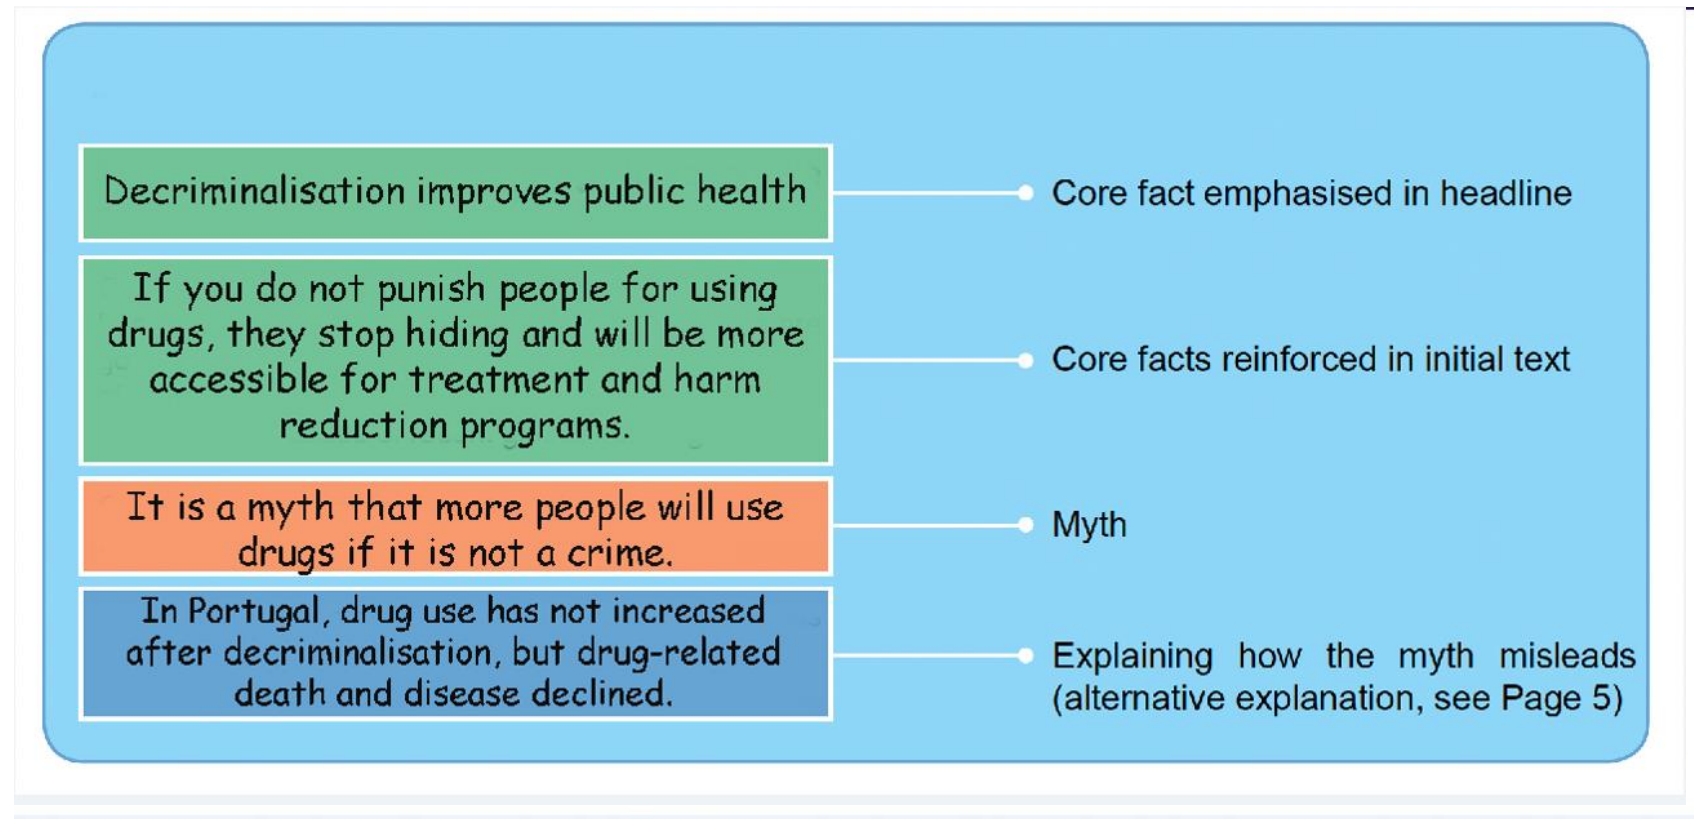 Decriminalisation improves public health
Core fact emphasised in headline
If you do not punish people for using
drugs, they stop hiding and will be more
accessible for treatment and harm
reduction programs.
Core facts reinforced in initial text
It is a myth that more people will use
drugs if it is not a crime.
Myth
In Portugal, drug use has not increased
after decriminalisation, but drug-related
death and disease declined.
Explaining how the myth misleads
(alternative explanation, see Page 5)